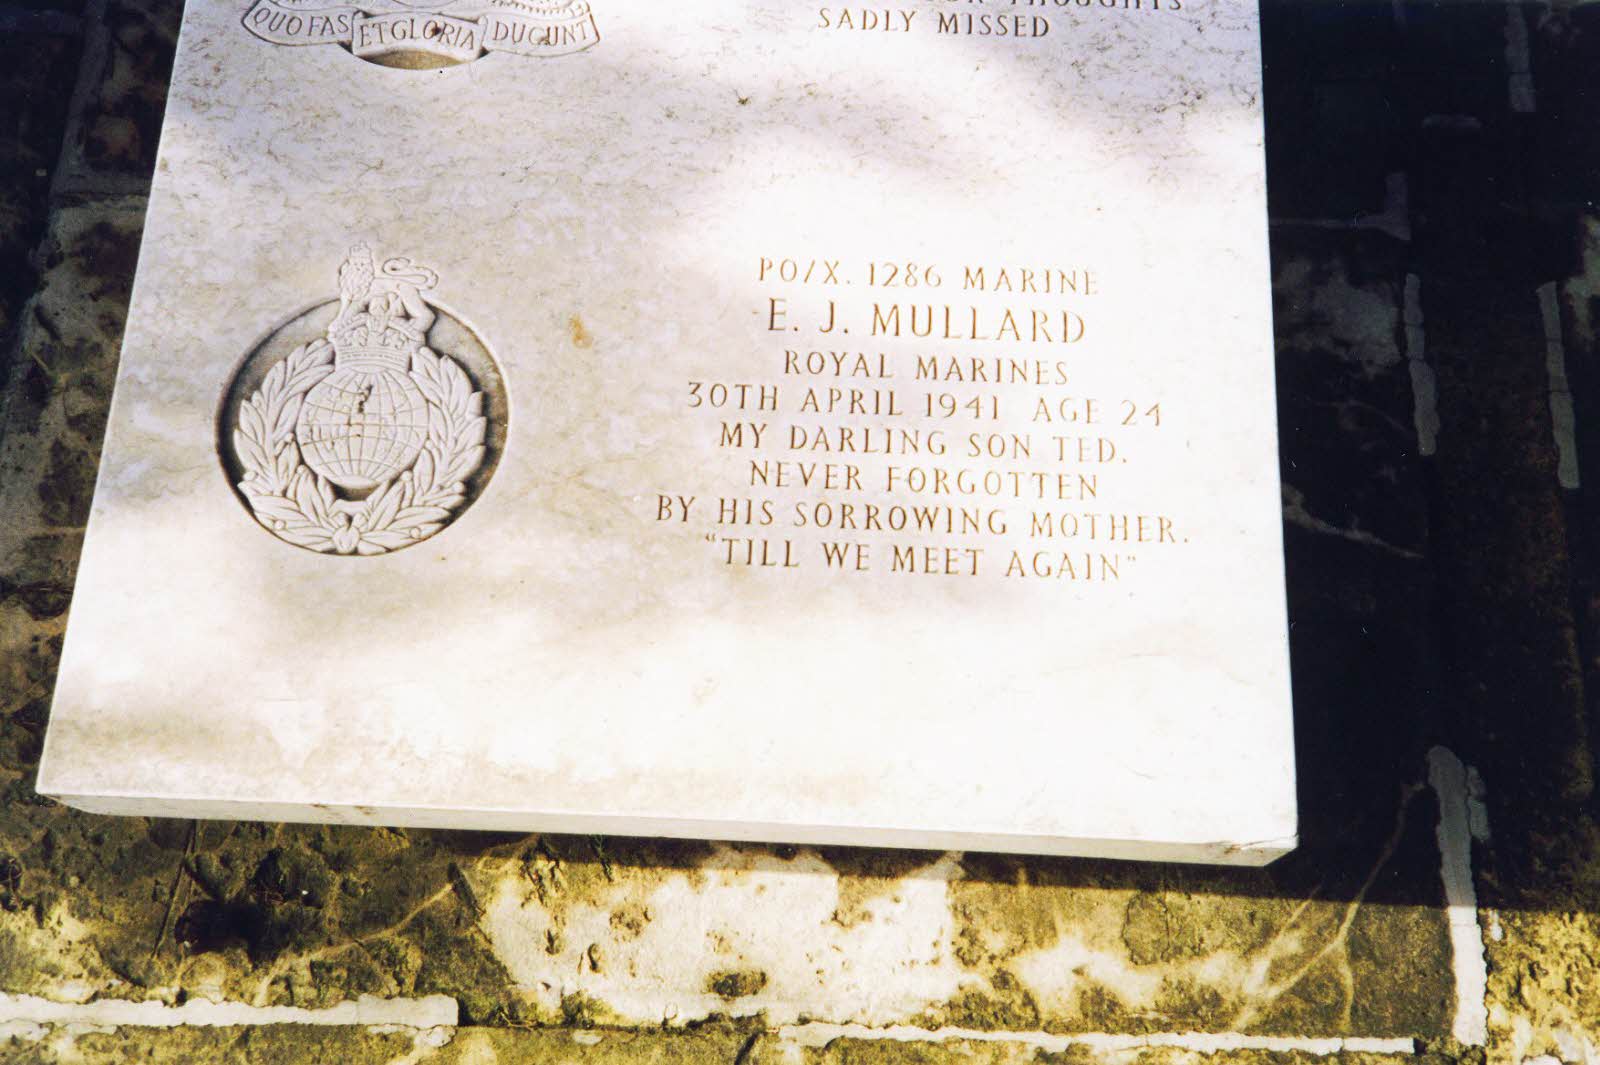 QUO FAS ET GLORIA DUCUNT
THOUGHTS
SADLY MISSED
PO/X. 1286 MARINE
E. J. MULLARD
ROYAL MARINES
30TH APRIL 1941 AGE 24
MY DARLING SON TED.
NEVER FORGOTTEN
BY HIS SORROWING MOTHER.
"TILL WE MEET AGAIN"